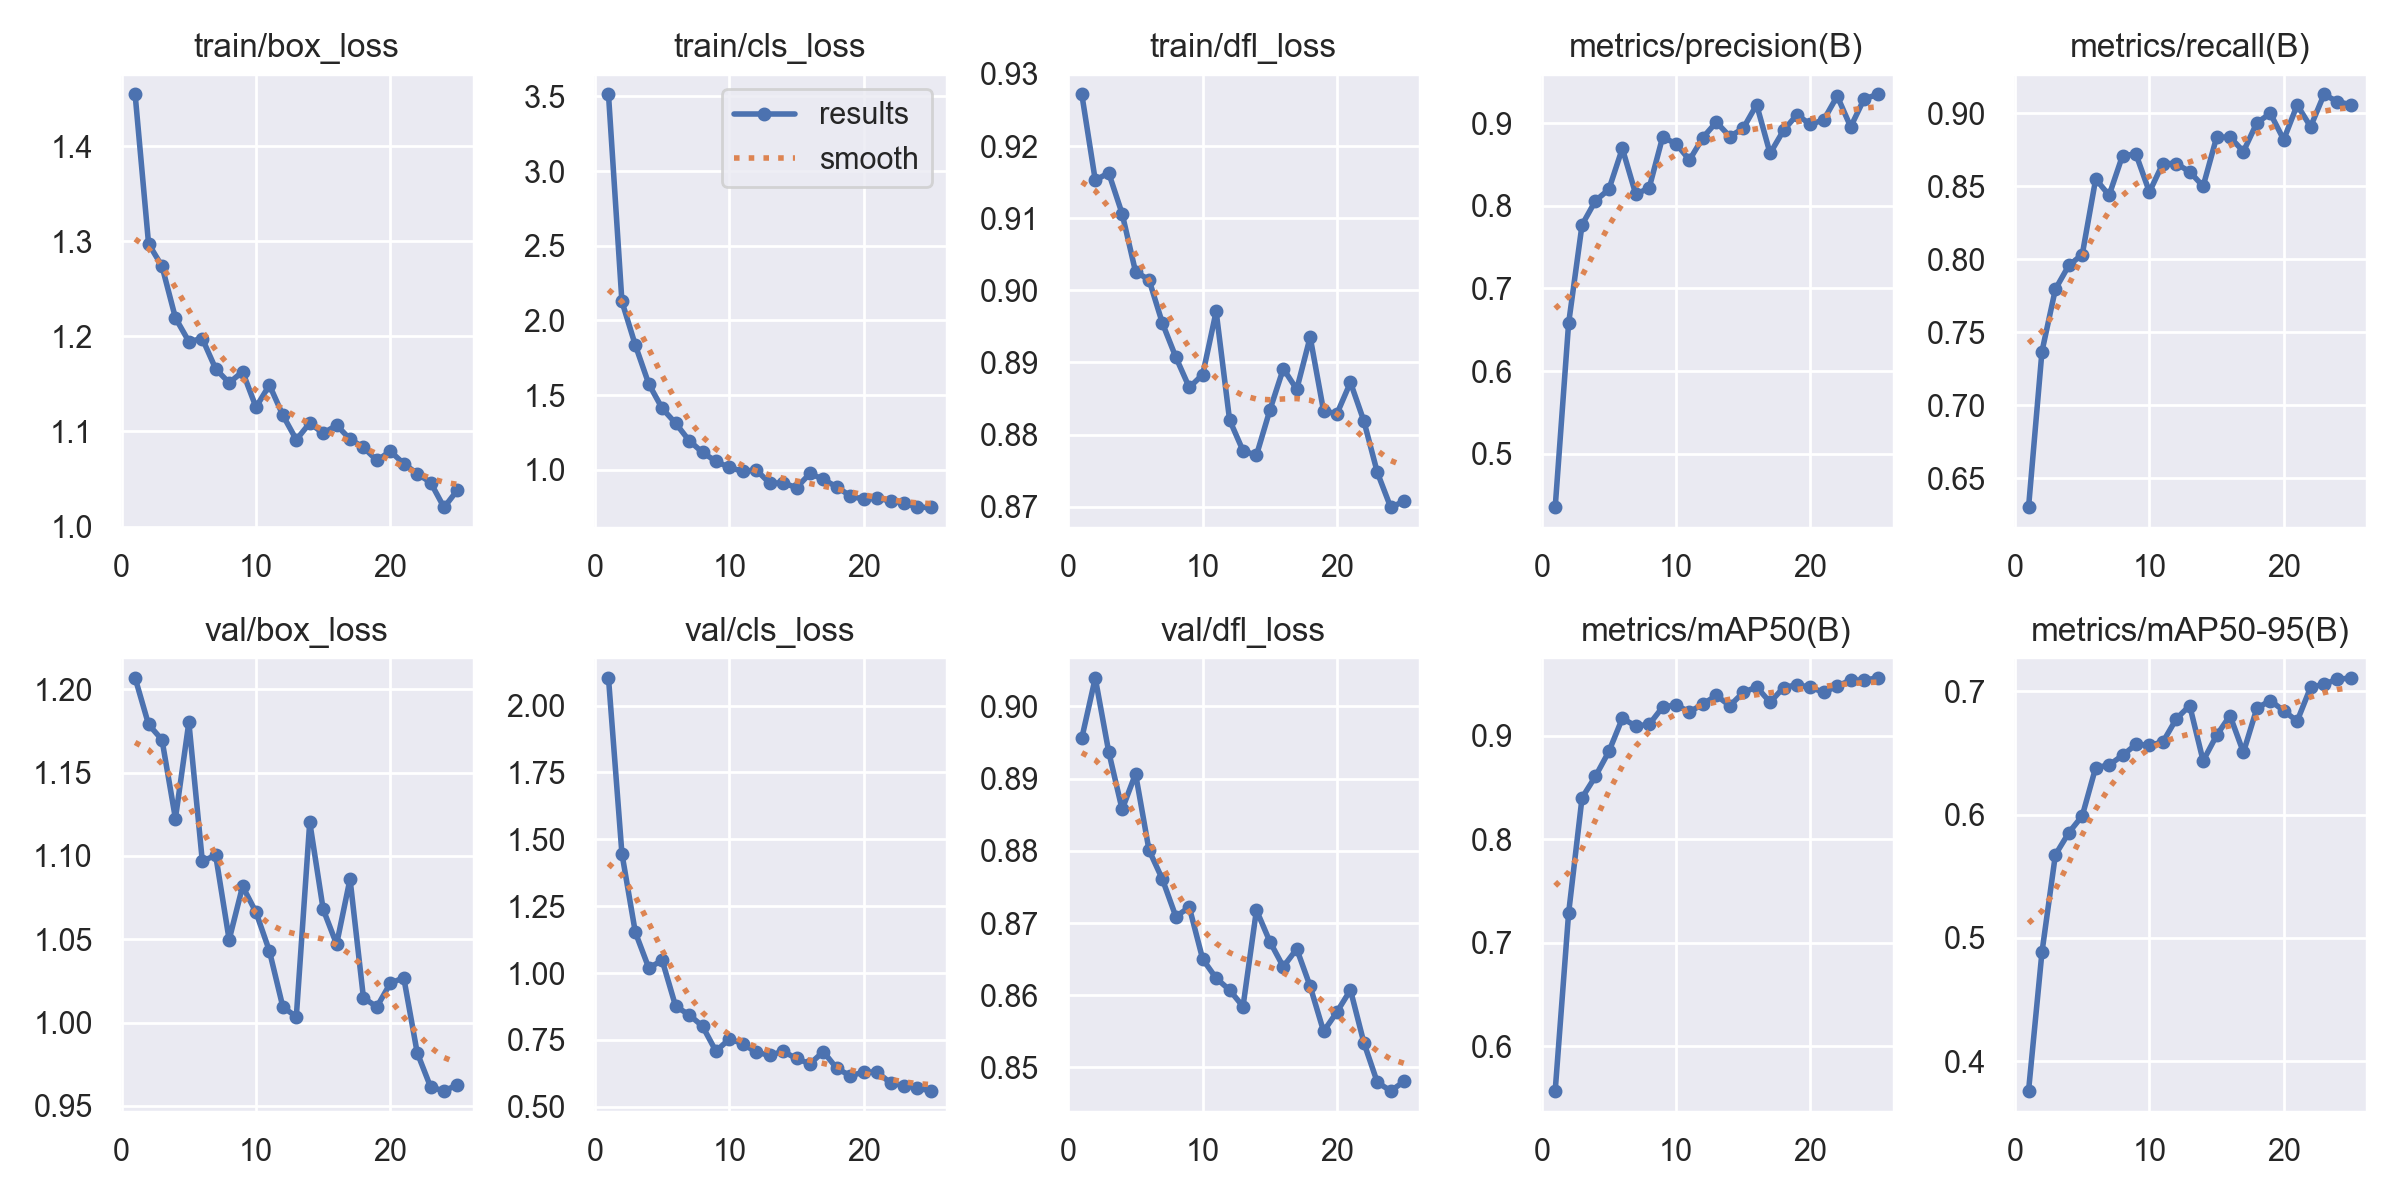 train/box_loss
train/cls_loss
train/dfl_loss
metrics/precision(B)
metrics/recall(B)
1.4
1.3
1.2
1.1
1.0
0 10 20
3.5
3.0
2.5
2.0
1.5
1.0
results
smooth
0 10 20
0.93
0.92
0.91
0.90
0.89
0.88
0.87
0 10 20
0.9
0.8
0.7
0.6
0.5
0 10 20
0.90
0.85
0.80
0.75
0.70
0.65
0 10 20
val/box_loss
val/cls_loss
val/dfl_loss
metrics/mAP50(B)
metrics/mAP50-95(B)
1.20
1.15
1.10
1.05
1.00
0.95
0 10 20
2.00
1.75
1.50
1.25
1.00
0.75
0.50
0 10 20
0.90
0.89
0.88
0.87
0.86
0.85
0 10 20
0.9
0.8
0.7
0.6
0 10 20
0.7
0.6
0.5
0.4
0 10 20